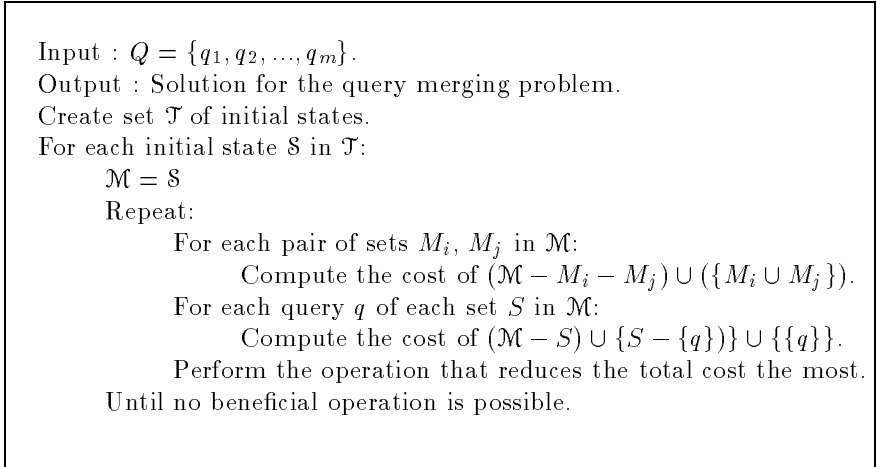 Input : Q = {q₁, q₂, ..., qₘ}.
Output : Solution for the query merging problem.
Create set 𝒯 of initial states.
For each initial state 𝒮 in 𝒯:
ℳ = 𝒮
Repeat:
For each pair of sets Mᵢ, Mⱼ in ℳ:
Compute the cost of (ℳ − Mᵢ − Mⱼ) ∪ ({Mᵢ ∪ Mⱼ}).
For each query q of each set S in ℳ:
Compute the cost of (ℳ − S) ∪ {S − {q})} ∪ {{q}}.
Perform the operation that reduces the total cost the most.
Until no beneficial operation is possible.